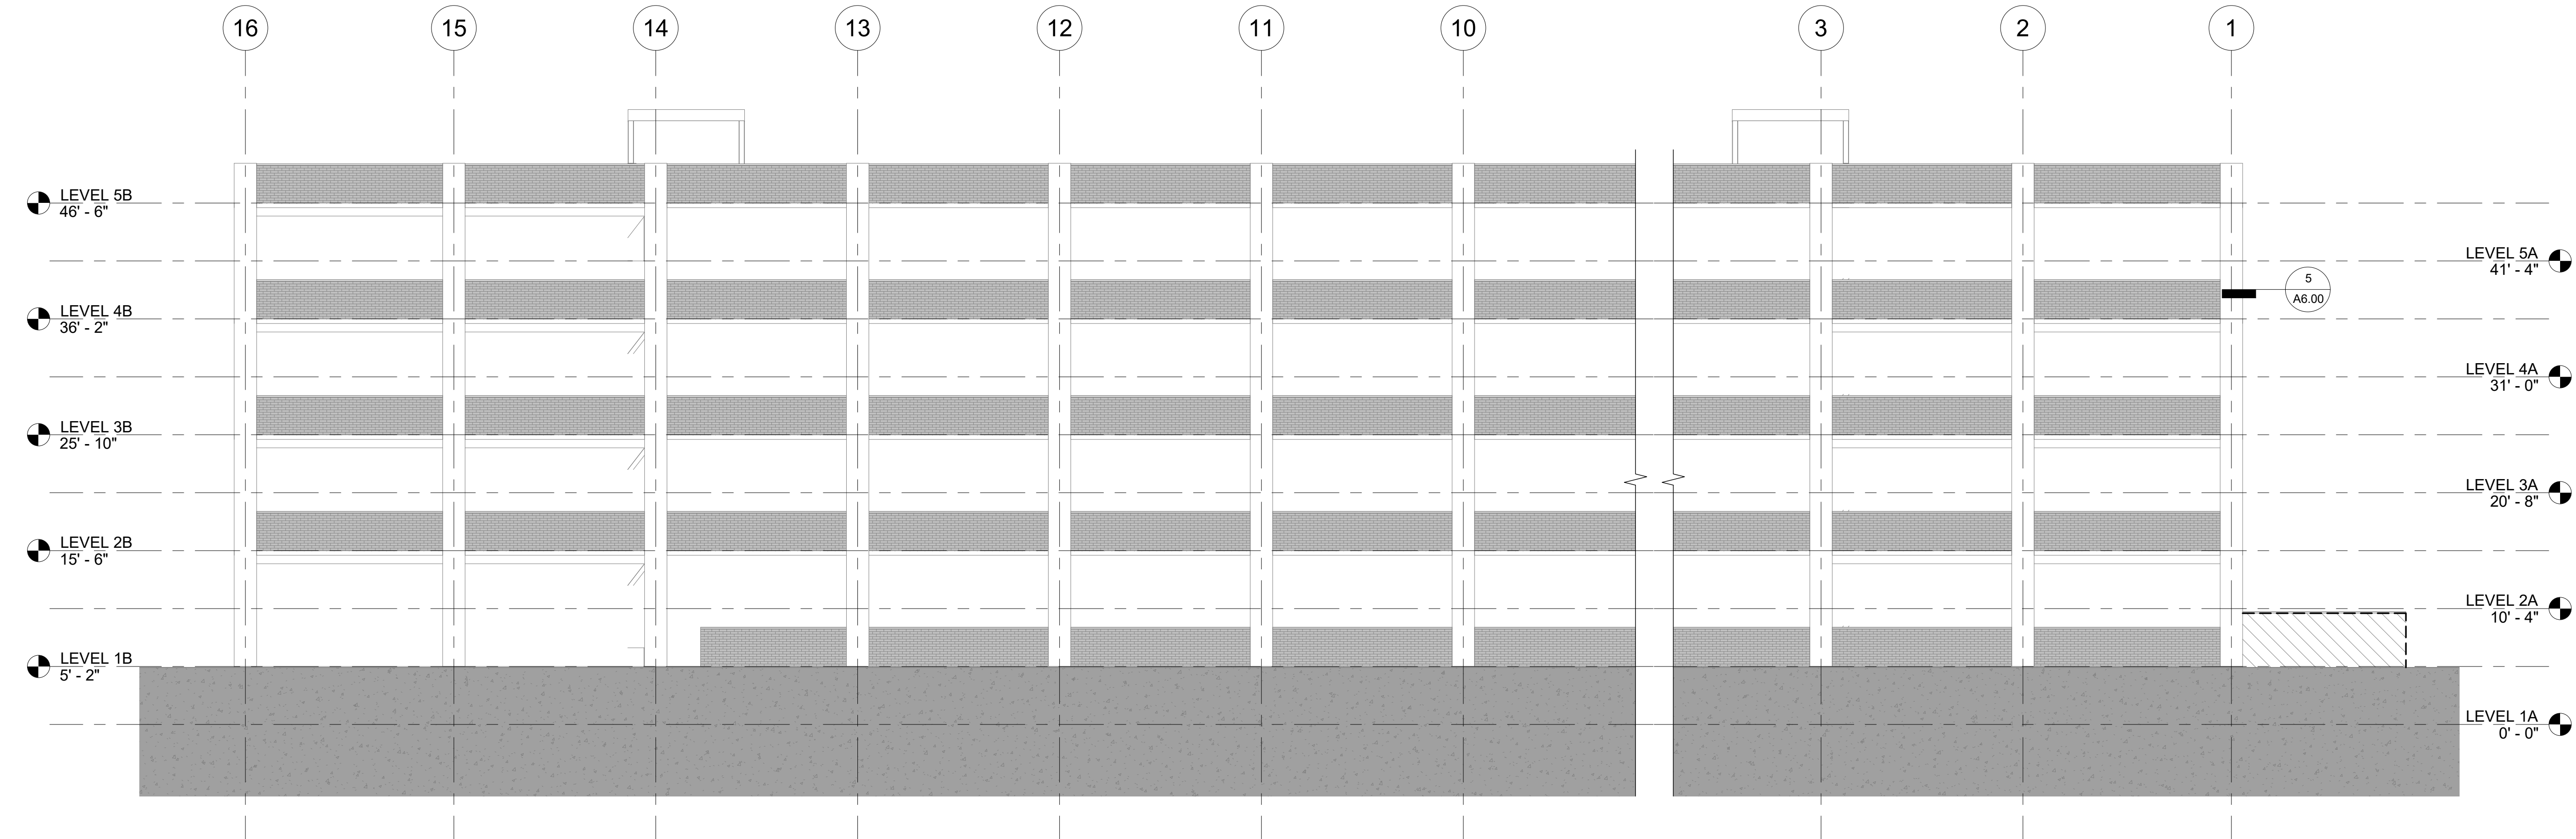 16 15 14 13 12 11 10 3 2 1
LEVEL 5B
46' - 6"
LEVEL 5A
41' - 4"
5
A6.00
LEVEL 4B
36' - 2"
LEVEL 4A
31' - 0"
LEVEL 3B
25' - 10"
LEVEL 3A
20' - 8"
LEVEL 2B
15' - 6"
LEVEL 2A
10' - 4"
LEVEL 1B
5' - 2"
LEVEL 1A
0' - 0"